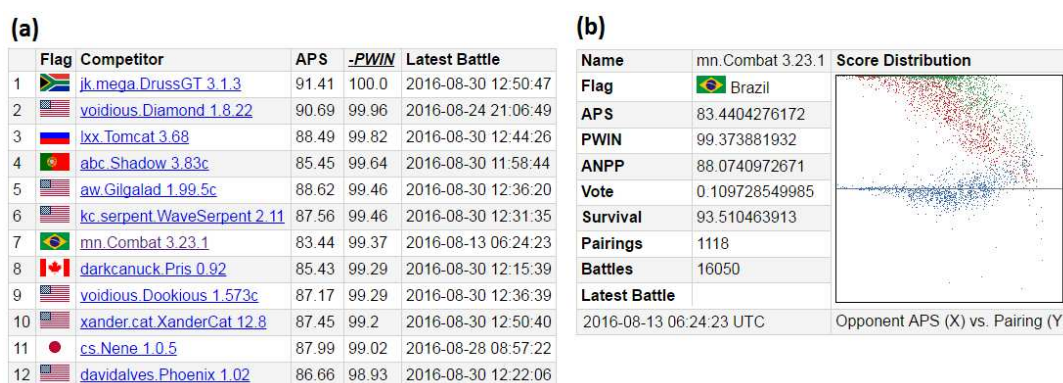 (a)
Flag Competitor APS -PWIN Latest Battle
1 jk.mega.DrussGT 3.1.3 91.41 100.0 2016-08-30 12:50:47
2 voidious.Diamond 1.8.22 90.69 99.96 2016-08-24 21:06:49
3 lxx.Tomcat 3.68 88.49 99.82 2016-08-30 12:44:26
4 abc.Shadow 3.83c 85.45 99.64 2016-08-30 11:58:44
5 aw.Gilgalad 1.99.5c 88.62 99.46 2016-08-30 12:36:20
6 kc.serpent.WaveSerpent 2.11 87.56 99.46 2016-08-30 12:31:35
7 mn.Combat 3.23.1 83.44 99.37 2016-08-13 06:24:23
8 darkcanuck.Pris 0.92 85.43 99.29 2016-08-30 12:15:39
9 voidious.Dookious 1.573c 87.17 99.29 2016-08-30 12:36:39
10 xander.cat.XanderCat 12.8 87.45 99.2 2016-08-30 12:50:40
11 cs.Nene 1.0.5 87.99 99.02 2016-08-28 08:57:22
12 davidalves.Phoenix 1.02 86.66 98.93 2016-08-30 12:22:06
(b)
Name mn.Combat 3.23.1 Score Distribution
Flag Brazil
APS 83.4404276172
PWIN 99.373881932
ANPP 88.0740972671
Vote 0.109728549985
Survival 93.510463913
Pairings 1118
Battles 16050
Latest Battle
2016-08-13 06:24:23 UTC Opponent APS (X) vs. Pairing (Y